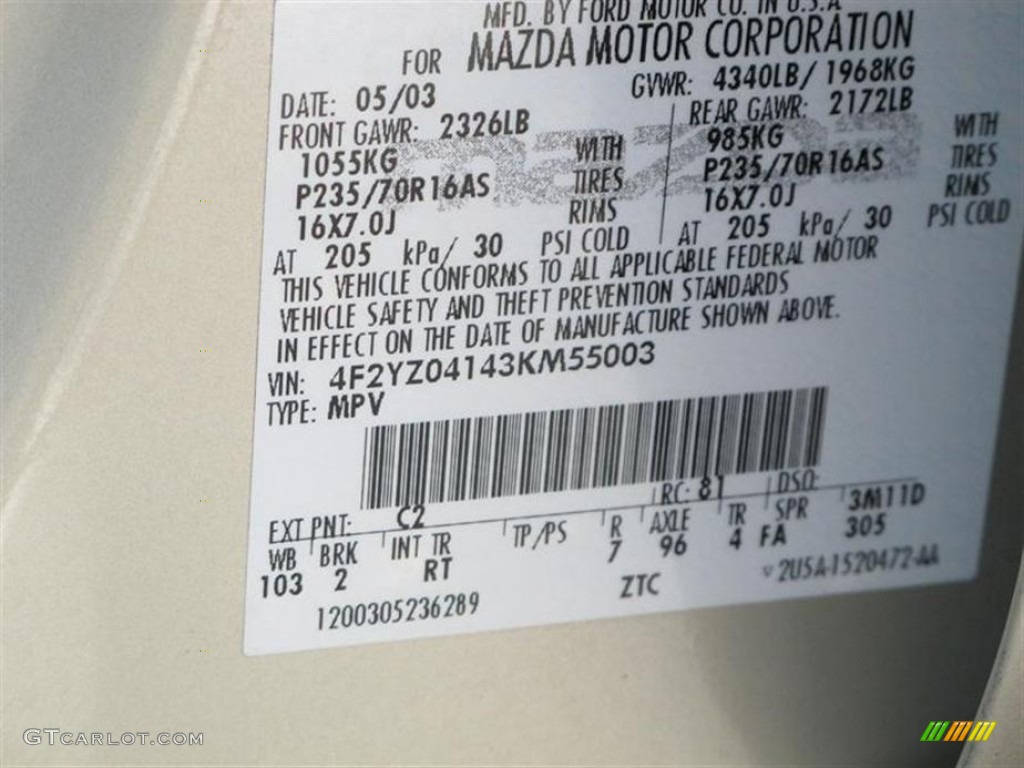 MFD. BY FORD MOTOR CO. IN U.S.A
FOR MAZDA MOTOR CORPORATION
DATE: 05/03 GVWR: 4340LB/ 1968KG
FRONT GAWR: 2326LB REAR GAWR: 2172LB
1055KG WITH 985KG WITH
P235/70R16AS TIRES P235/70R16AS TIRES
16X7.0J RIMS 16X7.0J RIMS
AT 205 kPa/ 30 PSI COLD AT 205 kPa/ 30 PSI COLD
THIS VEHICLE CONFORMS TO ALL APPLICABLE FEDERAL MOTOR
VEHICLE SAFETY AND THEFT PREVENTION STANDARDS
IN EFFECT ON THE DATE OF MANUFACTURE SHOWN ABOVE.
VIN: 4F2YZ04143KM55003
TYPE: MPV
EXT PNT: C2 RC: 81 DSO:
WB BRK INT TR TP/PS R AXLE TR SPR 3M11D
103 2 RT 7 96 4 FA 305
1200305236289 ZTC v 2U5A-1520472-AA
GTCARLOT.COM